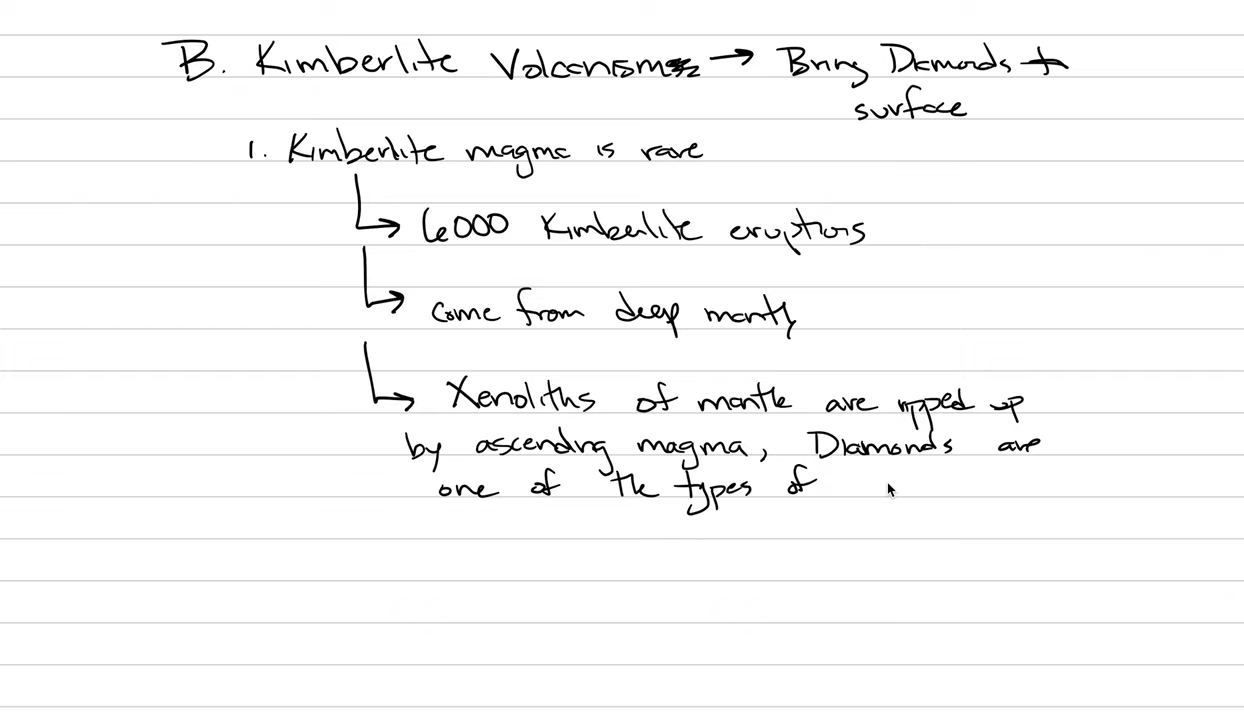 B. Kimberlite Volcanism → Bring Diamonds to
surface
1. Kimberlite magma is rare
↳ 6000 Kimberlite eruptions
↳ come from deep mantle
↳ Xenoliths of mantle are ripped up
by ascending magma, Diamonds are
one of the types of